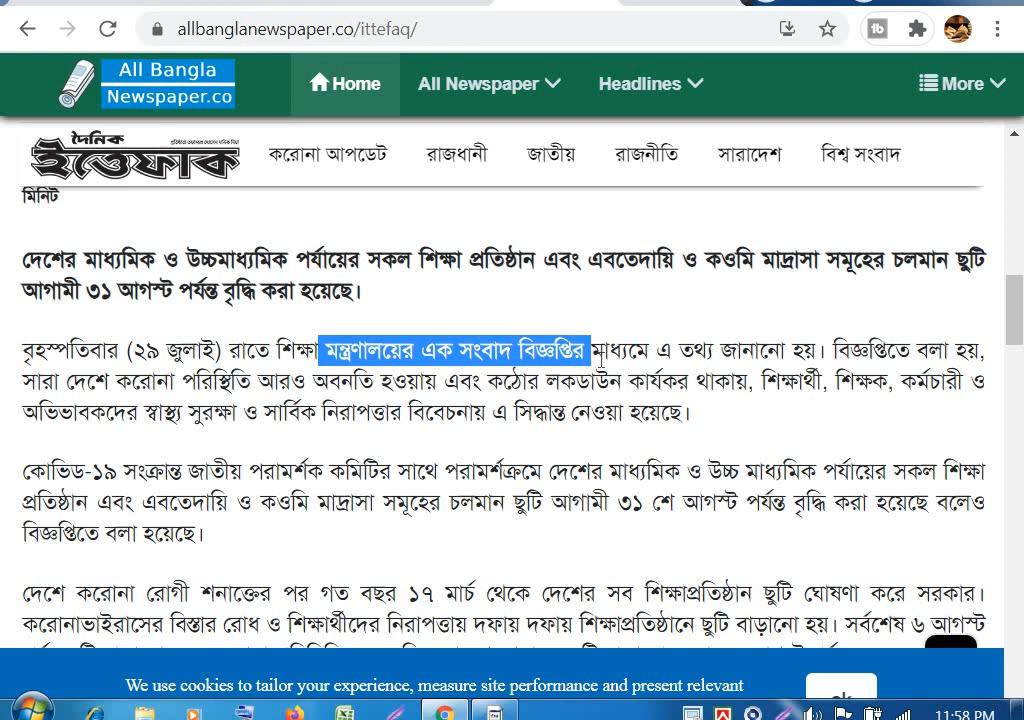 allbanglanewspaper.co/ittefaq/
All Bangla
Newspaper.co
Home
All Newspaper
Headlines
More
দৈনিক
ইত্তেফাক
করোনা আপডেট
রাজধানী
জাতীয়
রাজনীতি
সারাদেশ
বিশ্ব সংবাদ
মিনিট
দেশের মাধ্যমিক ও উচ্চমাধ্যমিক পর্যায়ের সকল শিক্ষা প্রতিষ্ঠান এবং এবতেদায়ি ও কওমি মাদ্রাসা সমূহের চলমান ছুটি
আগামী ৩১ আগস্ট পর্যন্ত বৃদ্ধি করা হয়েছে।
বৃহস্পতিবার (২৯ জুলাই) রাতে শিক্ষা মন্ত্রণালয়ের এক সংবাদ বিজ্ঞপ্তির মাধ্যমে এ তথ্য জানানো হয়। বিজ্ঞপ্তিতে বলা হয়,
সারা দেশে করোনা পরিস্থিতি আরও অবনতি হওয়ায় এবং কঠোর লকডাউন কার্যকর থাকায়, শিক্ষার্থী, শিক্ষক, কর্মচারী ও
অভিভাবকদের স্বাস্থ্য সুরক্ষা ও সার্বিক নিরাপত্তার বিবেচনায় এ সিদ্ধান্ত নেওয়া হয়েছে।
কোভিড-১৯ সংক্রান্ত জাতীয় পরামর্শক কমিটির সাথে পরামর্শক্রমে দেশের মাধ্যমিক ও উচ্চ মাধ্যমিক পর্যায়ের সকল শিক্ষা
প্রতিষ্ঠান এবং এবতেদায়ি ও কওমি মাদ্রাসা সমূহের চলমান ছুটি আগামী ৩১ শে আগস্ট পর্যন্ত বৃদ্ধি করা হয়েছে বলেও
বিজ্ঞপ্তিতে বলা হয়েছে।
দেশে করোনা রোগী শনাক্তের পর গত বছর ১৭ মার্চ থেকে দেশের সব শিক্ষাপ্রতিষ্ঠান ছুটি ঘোষণা করে সরকার।
করোনাভাইরাসের বিস্তার রোধ ও শিক্ষার্থীদের নিরাপত্তায় দফায় দফায় শিক্ষাপ্রতিষ্ঠানে ছুটি বাড়ানো হয়। সর্বশেষ ৬ আগস্ট
We use cookies to tailor your experience, measure site performance and present relevant
ok
11:58 PM